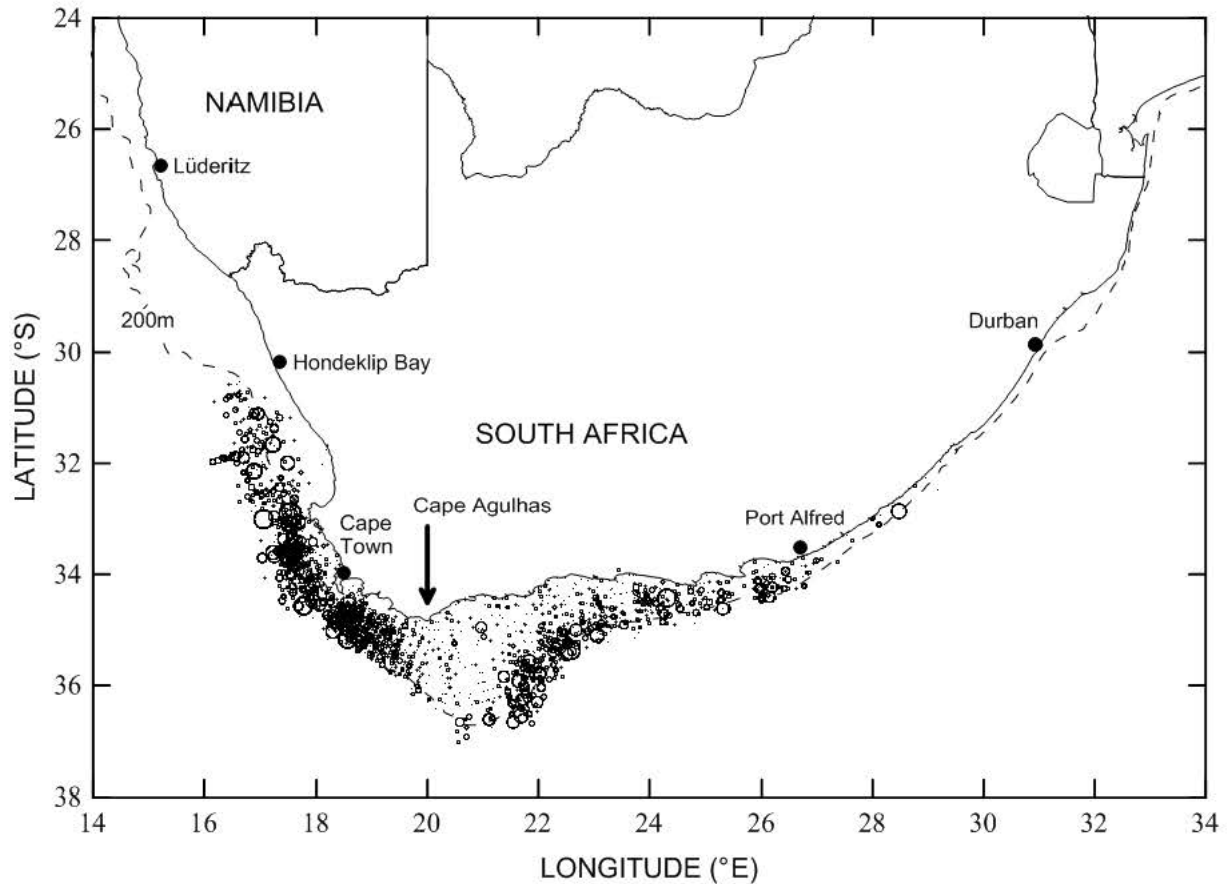 24
NAMIBIA
26
Lüderitz
28
200m
Durban
30
Hondeklip Bay
LATITUDE (°S)
SOUTH AFRICA
32
Cape Agulhas
Port Alfred
Cape
Town
34
36
38
14 16 18 20 22 24 26 28 30 32 34
LONGITUDE (°E)